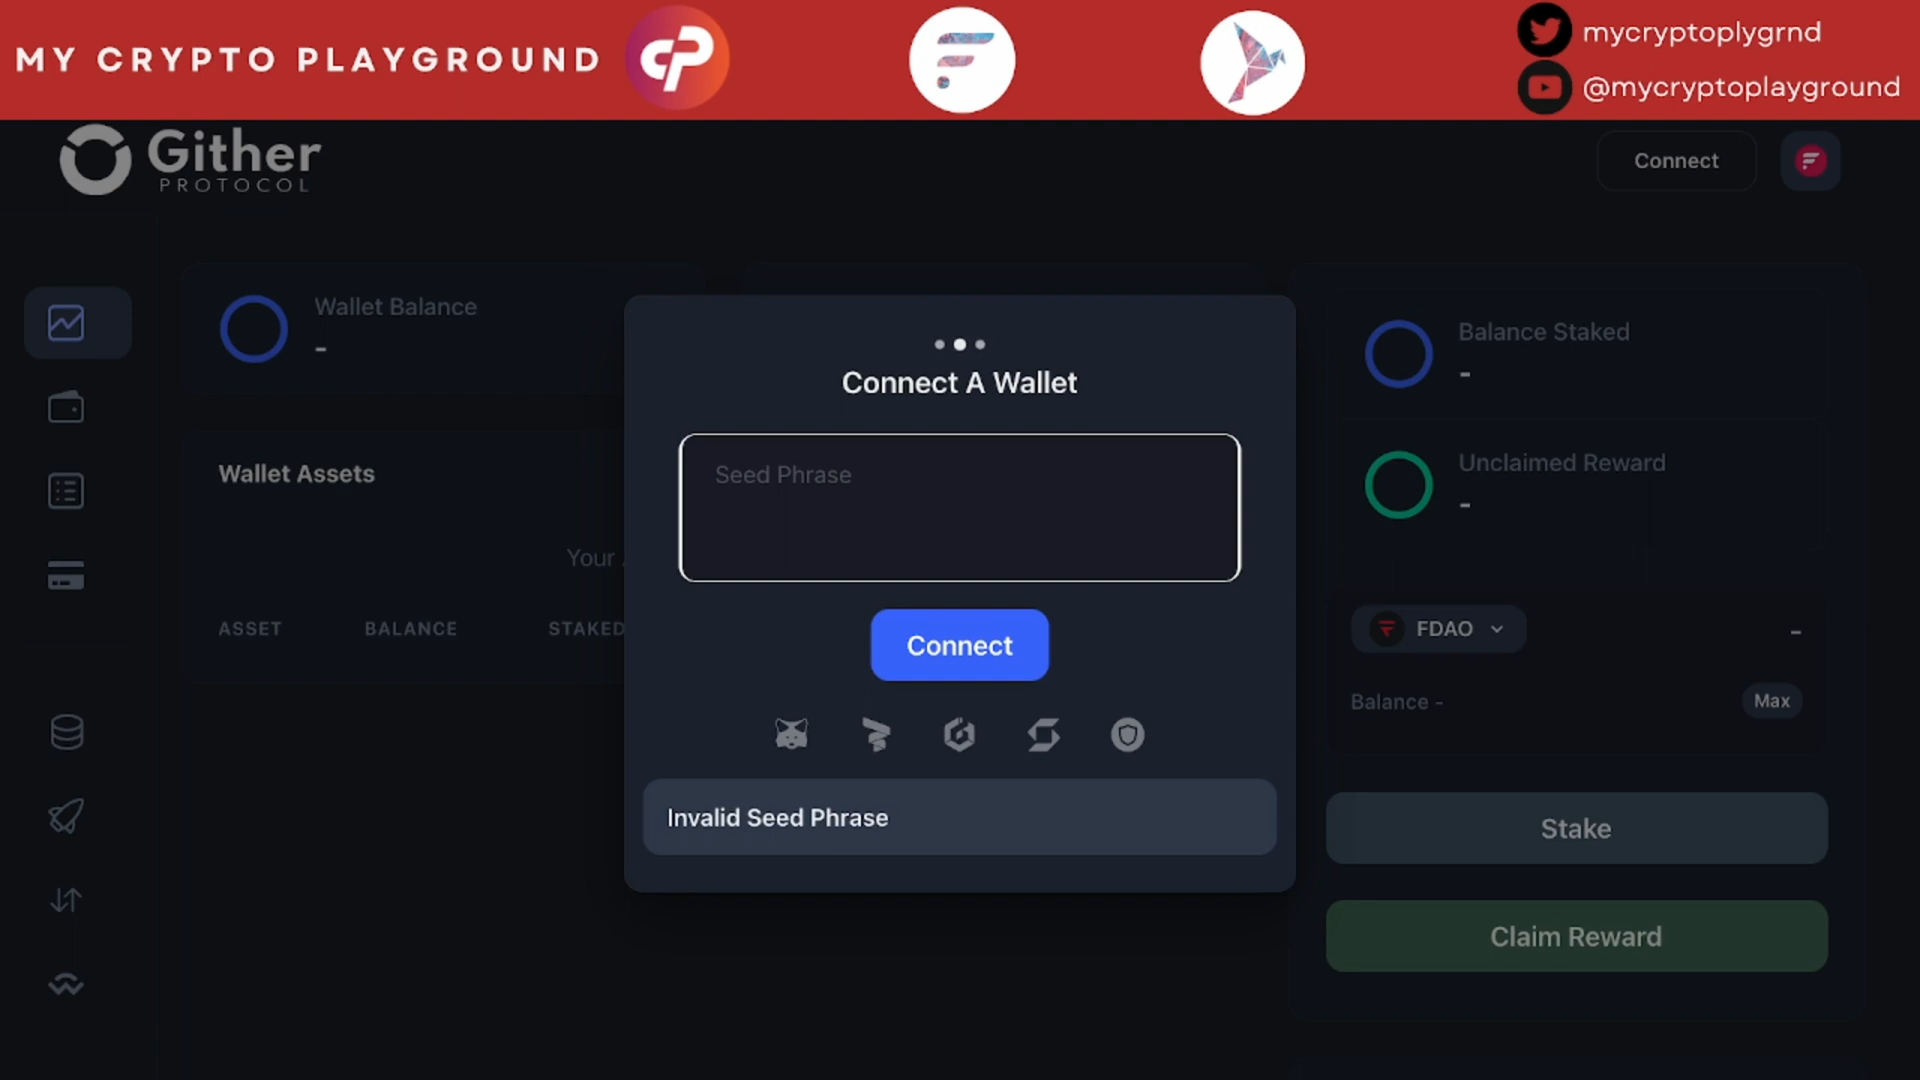 MY CRYPTO PLAYGROUND
mycryptoplygrnd
@mycryptoplayground
Gither
PROTOCOL
Connect
Wallet Balance
-
Balance Staked
-
Connect A Wallet
Seed Phrase
Unclaimed Reward
-
Wallet Assets
Your
ASSET BALANCE STAKED
FDAO
-
Connect
Balance -
Max
Invalid Seed Phrase
Stake
Claim Reward